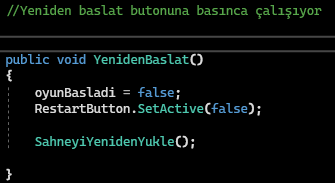 //Yeniden baslat butonuna basınca çalışıyor
public void YenidenBaslat()
{
oyunBasladi = false;
RestartButton.SetActive(false);
SahneyiYenidenYukle();
}